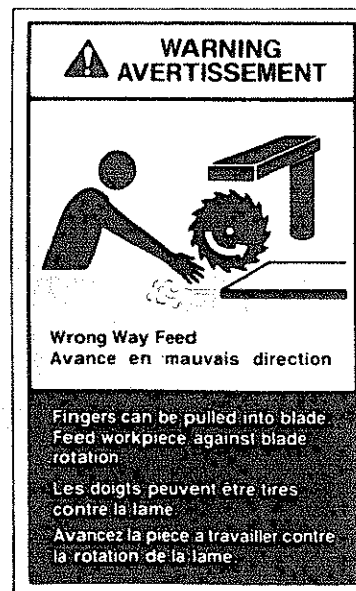 WARNING
AVERTISSEMENT
Wrong Way Feed
Avance en mauvais direction
Fingers can be pulled into blade.
Feed workpiece against blade
rotation.
Les doigts peuvent être tires
contre la lame.
Avancez la pièce a travailler contre
la rotation de la lame.